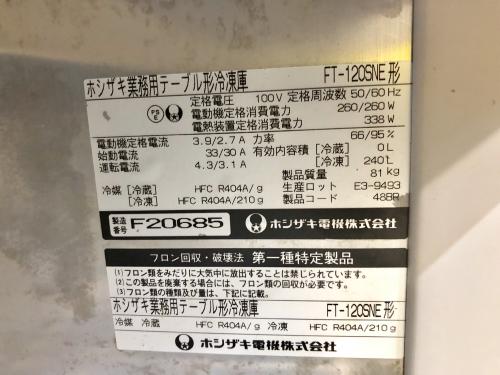 ホシザキ業務用テーブル形冷凍庫 FT-120SNE形
定格電圧 100V 定格周波数 50/60Hz
電動機定格消費電力 260/260W
電熱装置定格消費電力 338W
電動機定格電流 3.9/2.7A 力率 66/95%
始動電流 33/30A 有効内容積 [冷蔵] 0L
運転電流 4.3/3.1A [冷凍] 240L
製品質量 81kg
冷媒 [冷蔵] HFC R404A/g 生産ロット E3-9493
[冷凍] HFC R404A/210g 製品コード 48BR
製造番号 F20685 ホシザキ電機株式会社
フロン回収・破壊法 第一種特定製品
(1)フロン類をみだりに大気中に放出することは禁じられています。
(2)この製品を廃棄する場合には、フロン類の回収が必要です。
(3)フロン類の種類及び量は、下記に記載。
ホシザキ業務用テーブル形冷凍庫 FT-120SNE形
冷媒 冷蔵 HFC R404A/g 冷凍 HFC R404A/210g
ホシザキ電機株式会社